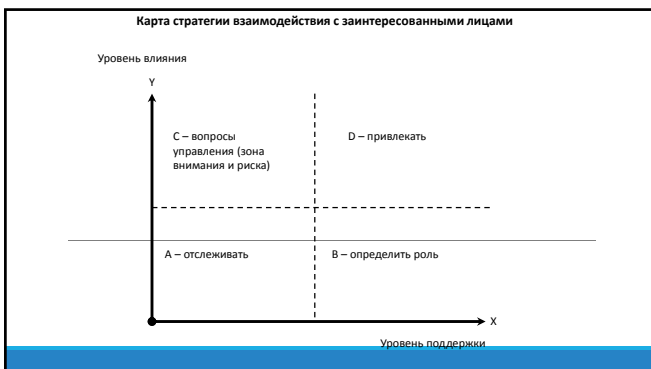 Карта стратегии взаимодействия с заинтересованными лицами
Уровень влияния
Y
C – вопросы
управления (зона
внимания и риска)
D – привлекать
A – отслеживать
B – определить роль
X
Уровень поддержки